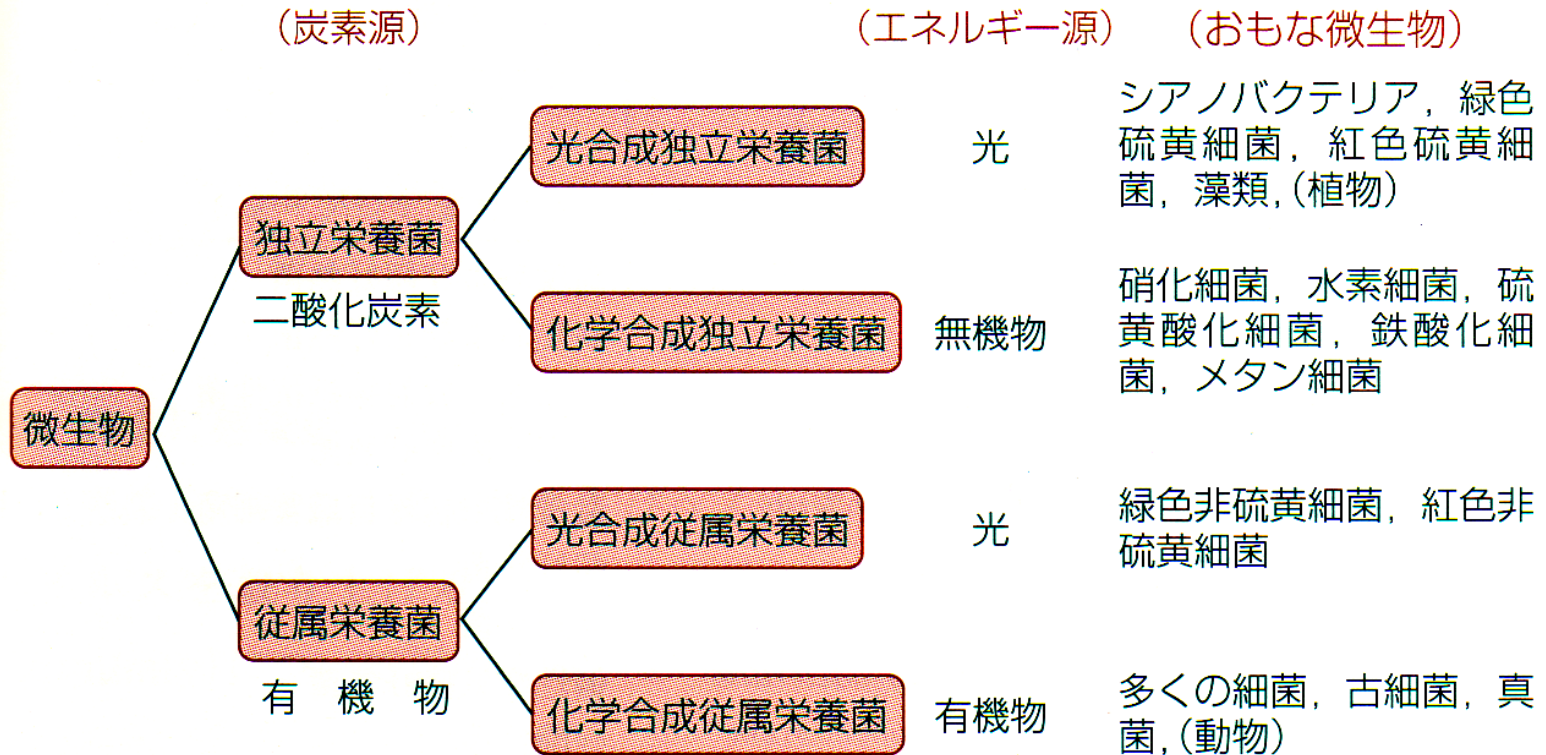 （炭素源）
（エネルギー源）
（おもな微生物）
微生物
独立栄養菌
二酸化炭素
光合成独立栄養菌
光
シアノバクテリア，緑色
硫黄細菌，紅色硫黄細
菌，藻類，（植物）
化学合成独立栄養菌
無機物
硝化細菌，水素細菌，硫
黄酸化細菌，鉄酸化細
菌，メタン細菌
従属栄養菌
有機物
光合成従属栄養菌
光
緑色非硫黄細菌，紅色非
硫黄細菌
化学合成従属栄養菌
有機物
多くの細菌，古細菌，真
菌，（動物）